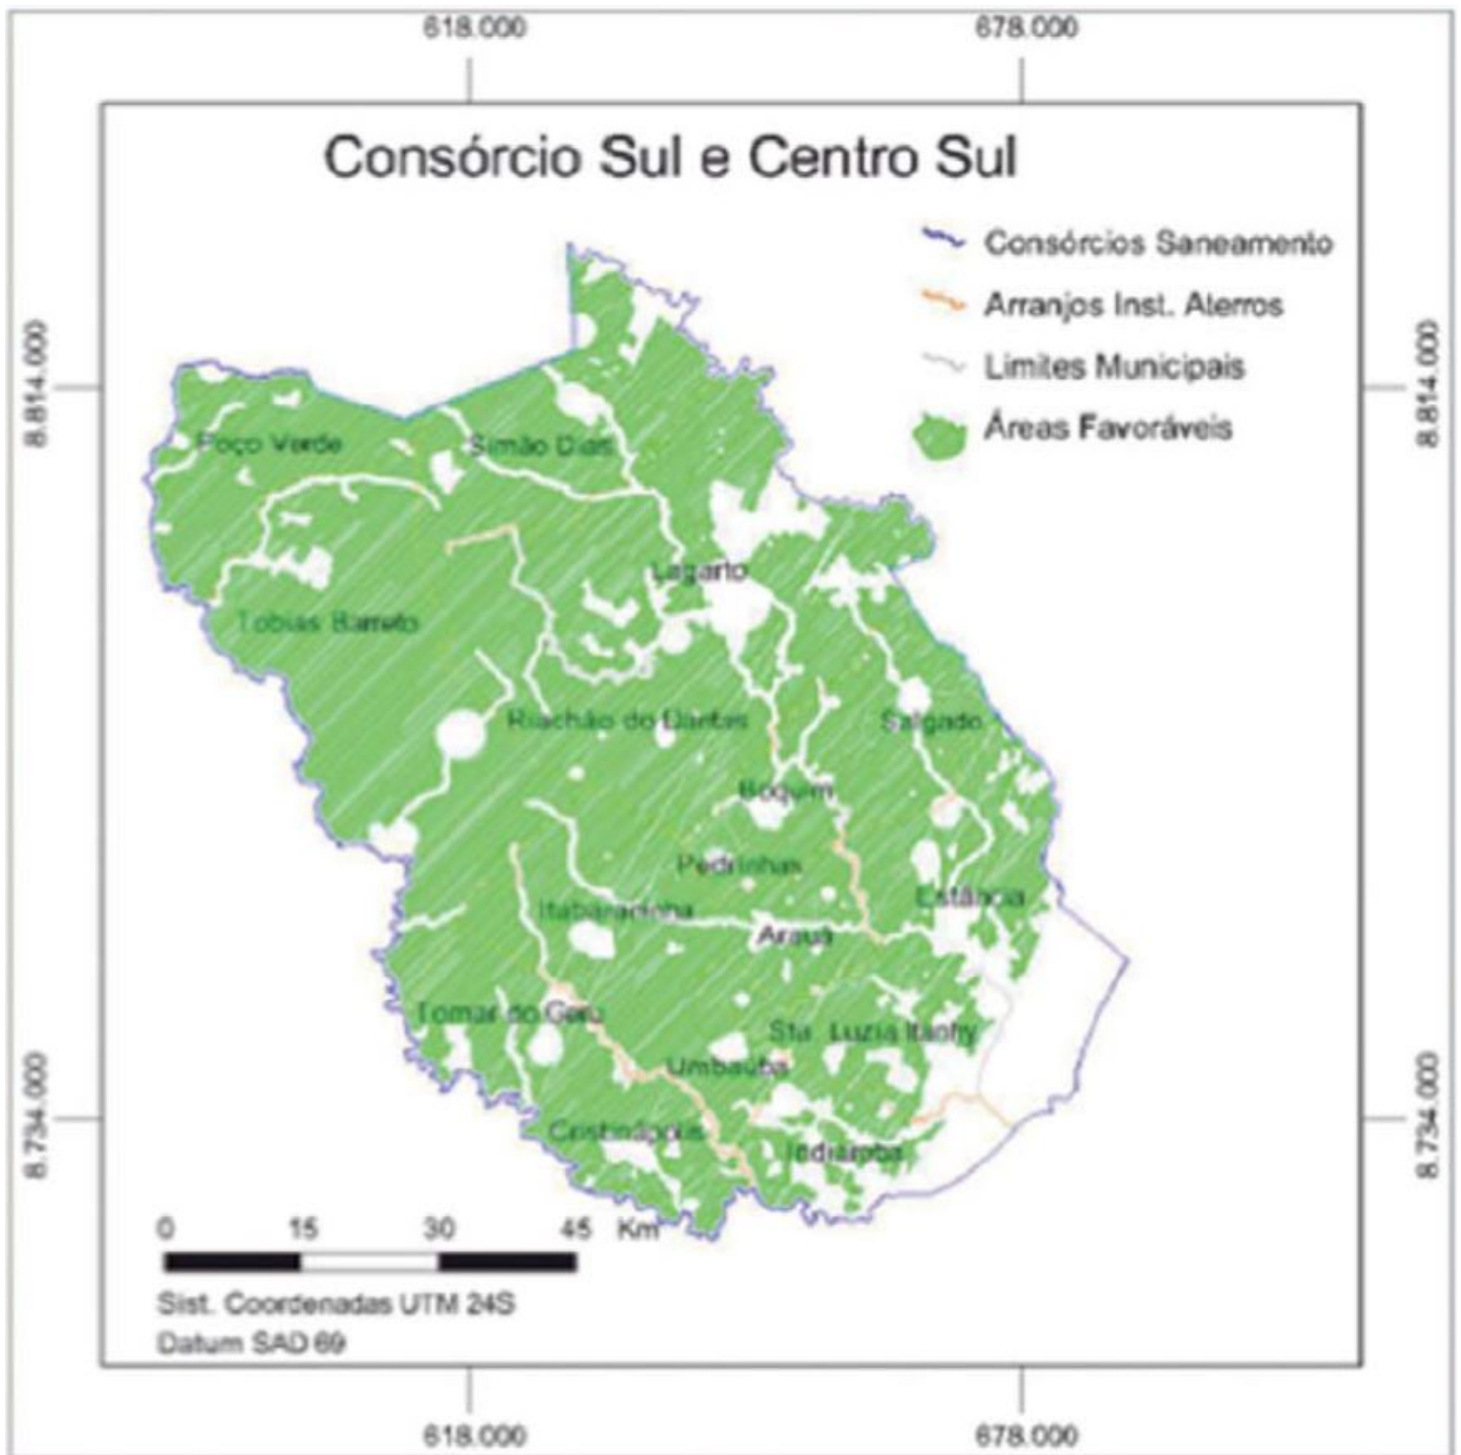 618.000 678.000
Consórcio Sul e Centro Sul
Consórcios Saneamento
Arranjos Inst. Aterros
Limites Municipais
Áreas Favoráveis
8.814.000
8.814.000
Poço Verde
Simão Dias
Lagarto
Tobias Barreto
Riachão do Dantas
Salgado
Boquim
Pedrinhas
Estância
Itabaianinha
Arauá
Tomar do Geru
Sta Luzia Itanhy
Umbaúba
Cristinápolis
Indiaroba
8.734.000
8.734.000
0 15 30 45 Km
Sist. Coordenadas UTM 24S
Datum SAD 69
618.000 678.000